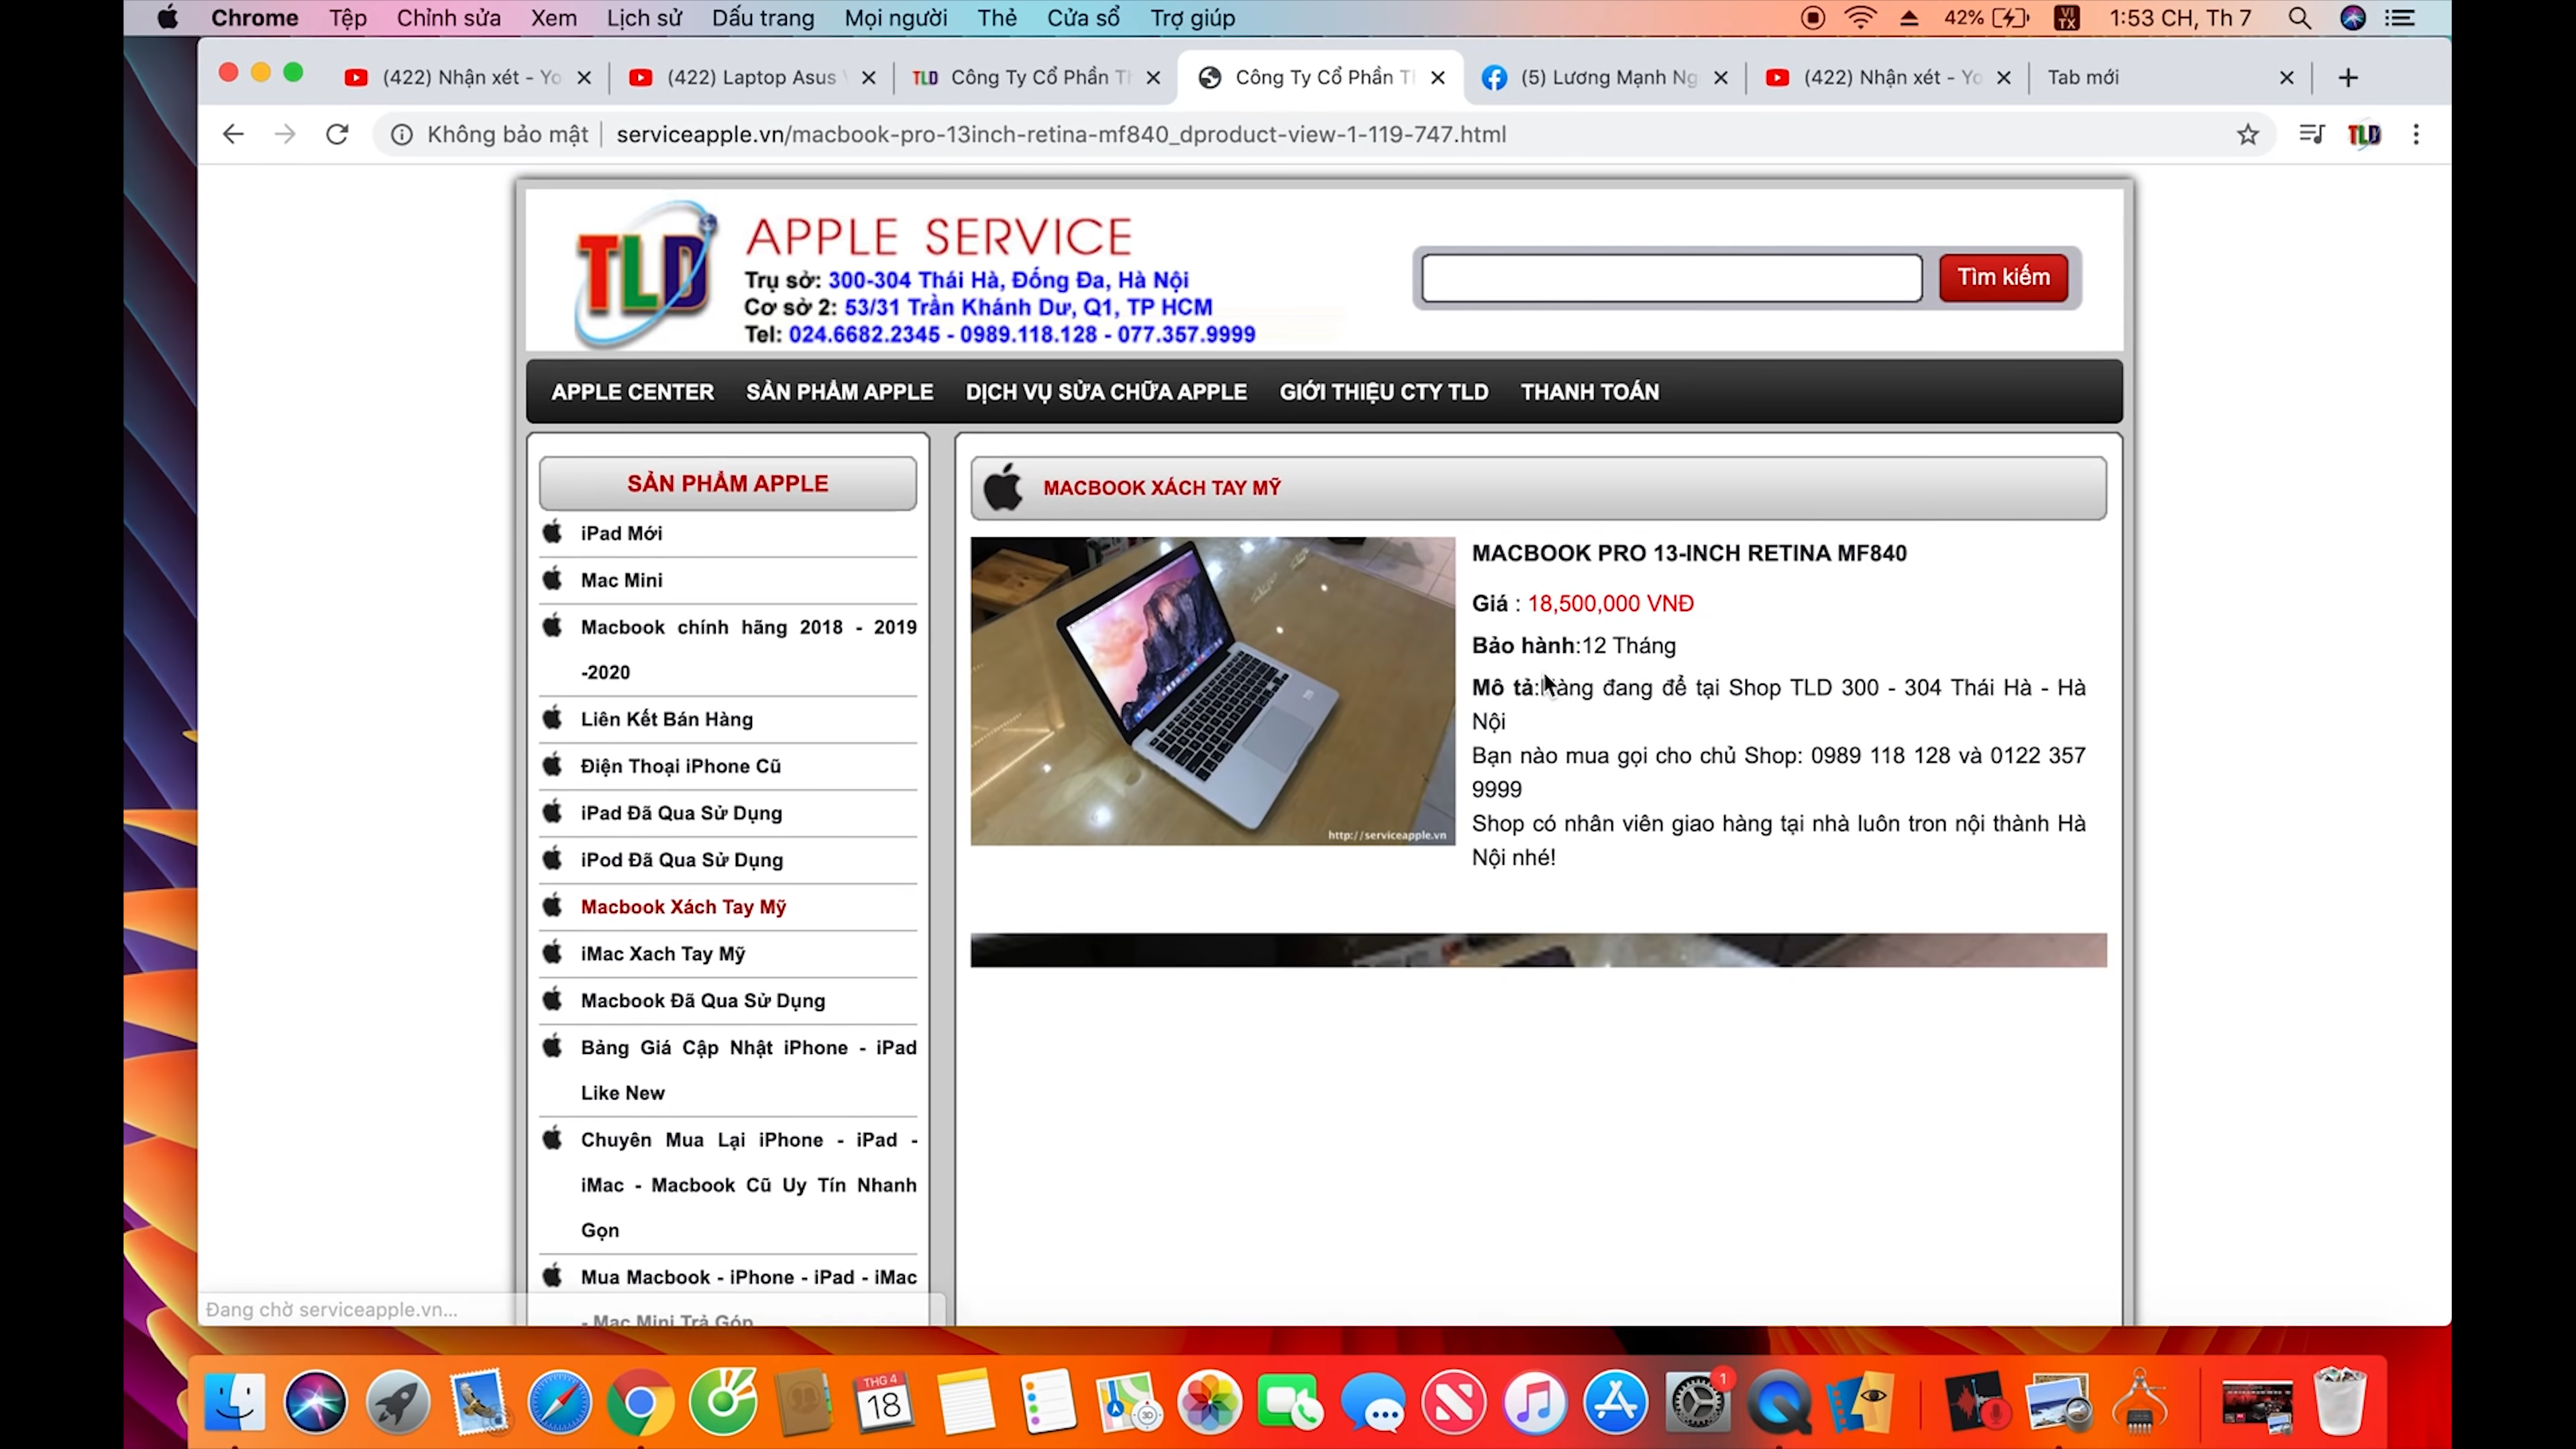 Chrome Tệp Chỉnh sửa Xem Lịch sử Dấu trang Mọi người Thẻ Cửa sổ Trợ giúp 42% VI TX 1:53 CH, Th 7
(422) Nhận xét - Yo (422) Laptop Asus TLD Công Ty Cổ Phần T Công Ty Cổ Phần T (5) Lương Mạnh Ng (422) Nhận xét - Yo Tab mới
Không bảo mật serviceapple.vn/macbook-pro-13inch-retina-mf840_dproduct-view-1-119-747.html TLD
TLD
APPLE SERVICE
Trụ sở: 300-304 Thái Hà, Đống Đa, Hà Nội
Cơ sở 2: 53/31 Trần Khánh Dư, Q1, TP HCM
Tel: 024.6682.2345 - 0989.118.128 - 077.357.9999
Tìm kiếm
APPLE CENTER SẢN PHẨM APPLE DỊCH VỤ SỬA CHỮA APPLE GIỚI THIỆU CTY TLD THANH TOÁN
SẢN PHẨM APPLE
iPad Mới
Mac Mini
Macbook chính hãng 2018 - 2019
-2020
Liên Kết Bán Hàng
Điện Thoại iPhone Cũ
iPad Đã Qua Sử Dụng
iPod Đã Qua Sử Dụng
Macbook Xách Tay Mỹ
iMac Xach Tay Mỹ
Macbook Đã Qua Sử Dụng
Bảng Giá Cập Nhật iPhone - iPad
Like New
Chuyên Mua Lại iPhone - iPad -
iMac - Macbook Cũ Uy Tín Nhanh
Gọn
Mua Macbook - iPhone - iPad - iMac
- Mac Mini Trả Góp
MACBOOK XÁCH TAY MỸ
http://serviceapple.vn
MACBOOK PRO 13-INCH RETINA MF840
Giá : 18,500,000 VNĐ
Bảo hành:12 Tháng
Mô tả:Hàng đang để tại Shop TLD 300 - 304 Thái Hà - Hà
Nội
Bạn nào mua gọi cho chủ Shop: 0989 118 128 và 0122 357
9999
Shop có nhân viên giao hàng tại nhà luôn tron nội thành Hà
Nội nhé!
Đang chờ serviceapple.vn...
THG 4
18
3D
1